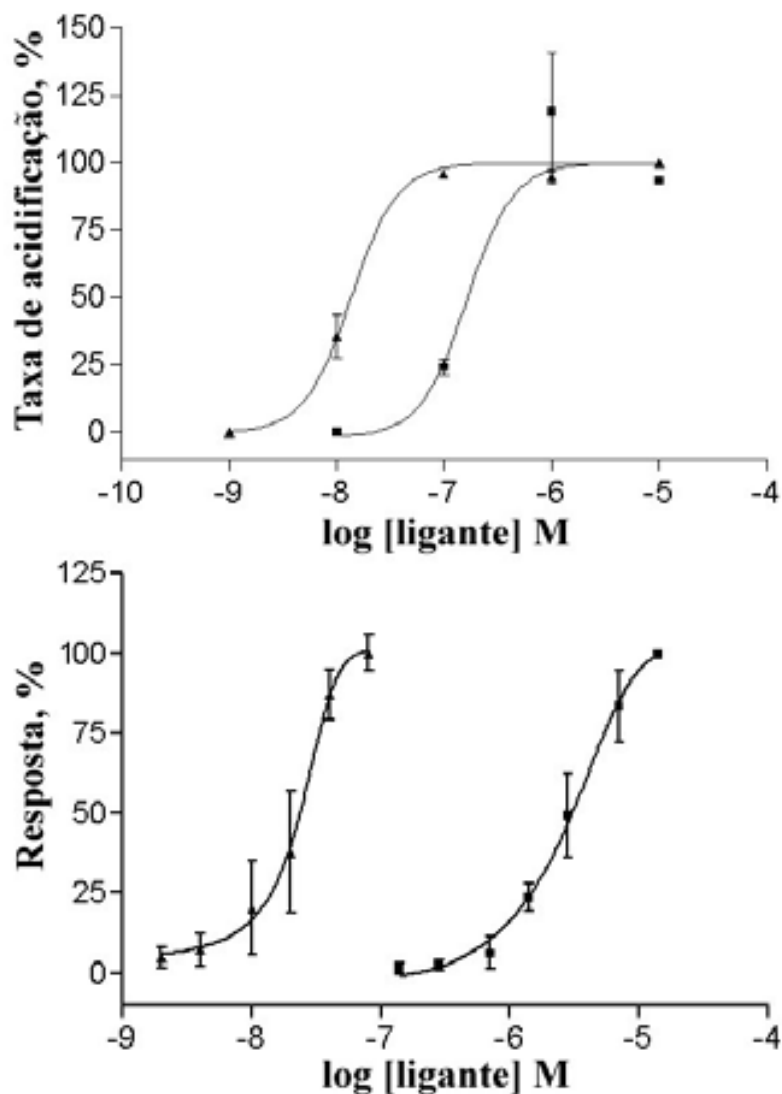 Taxa de acidificação, %
150
125
100
75
50
25
0
-10 -9 -8 -7 -6 -5 -4
log [ligante] M
Resposta, %
125
100
75
50
25
0
-9 -8 -7 -6 -5 -4
log [ligante] M